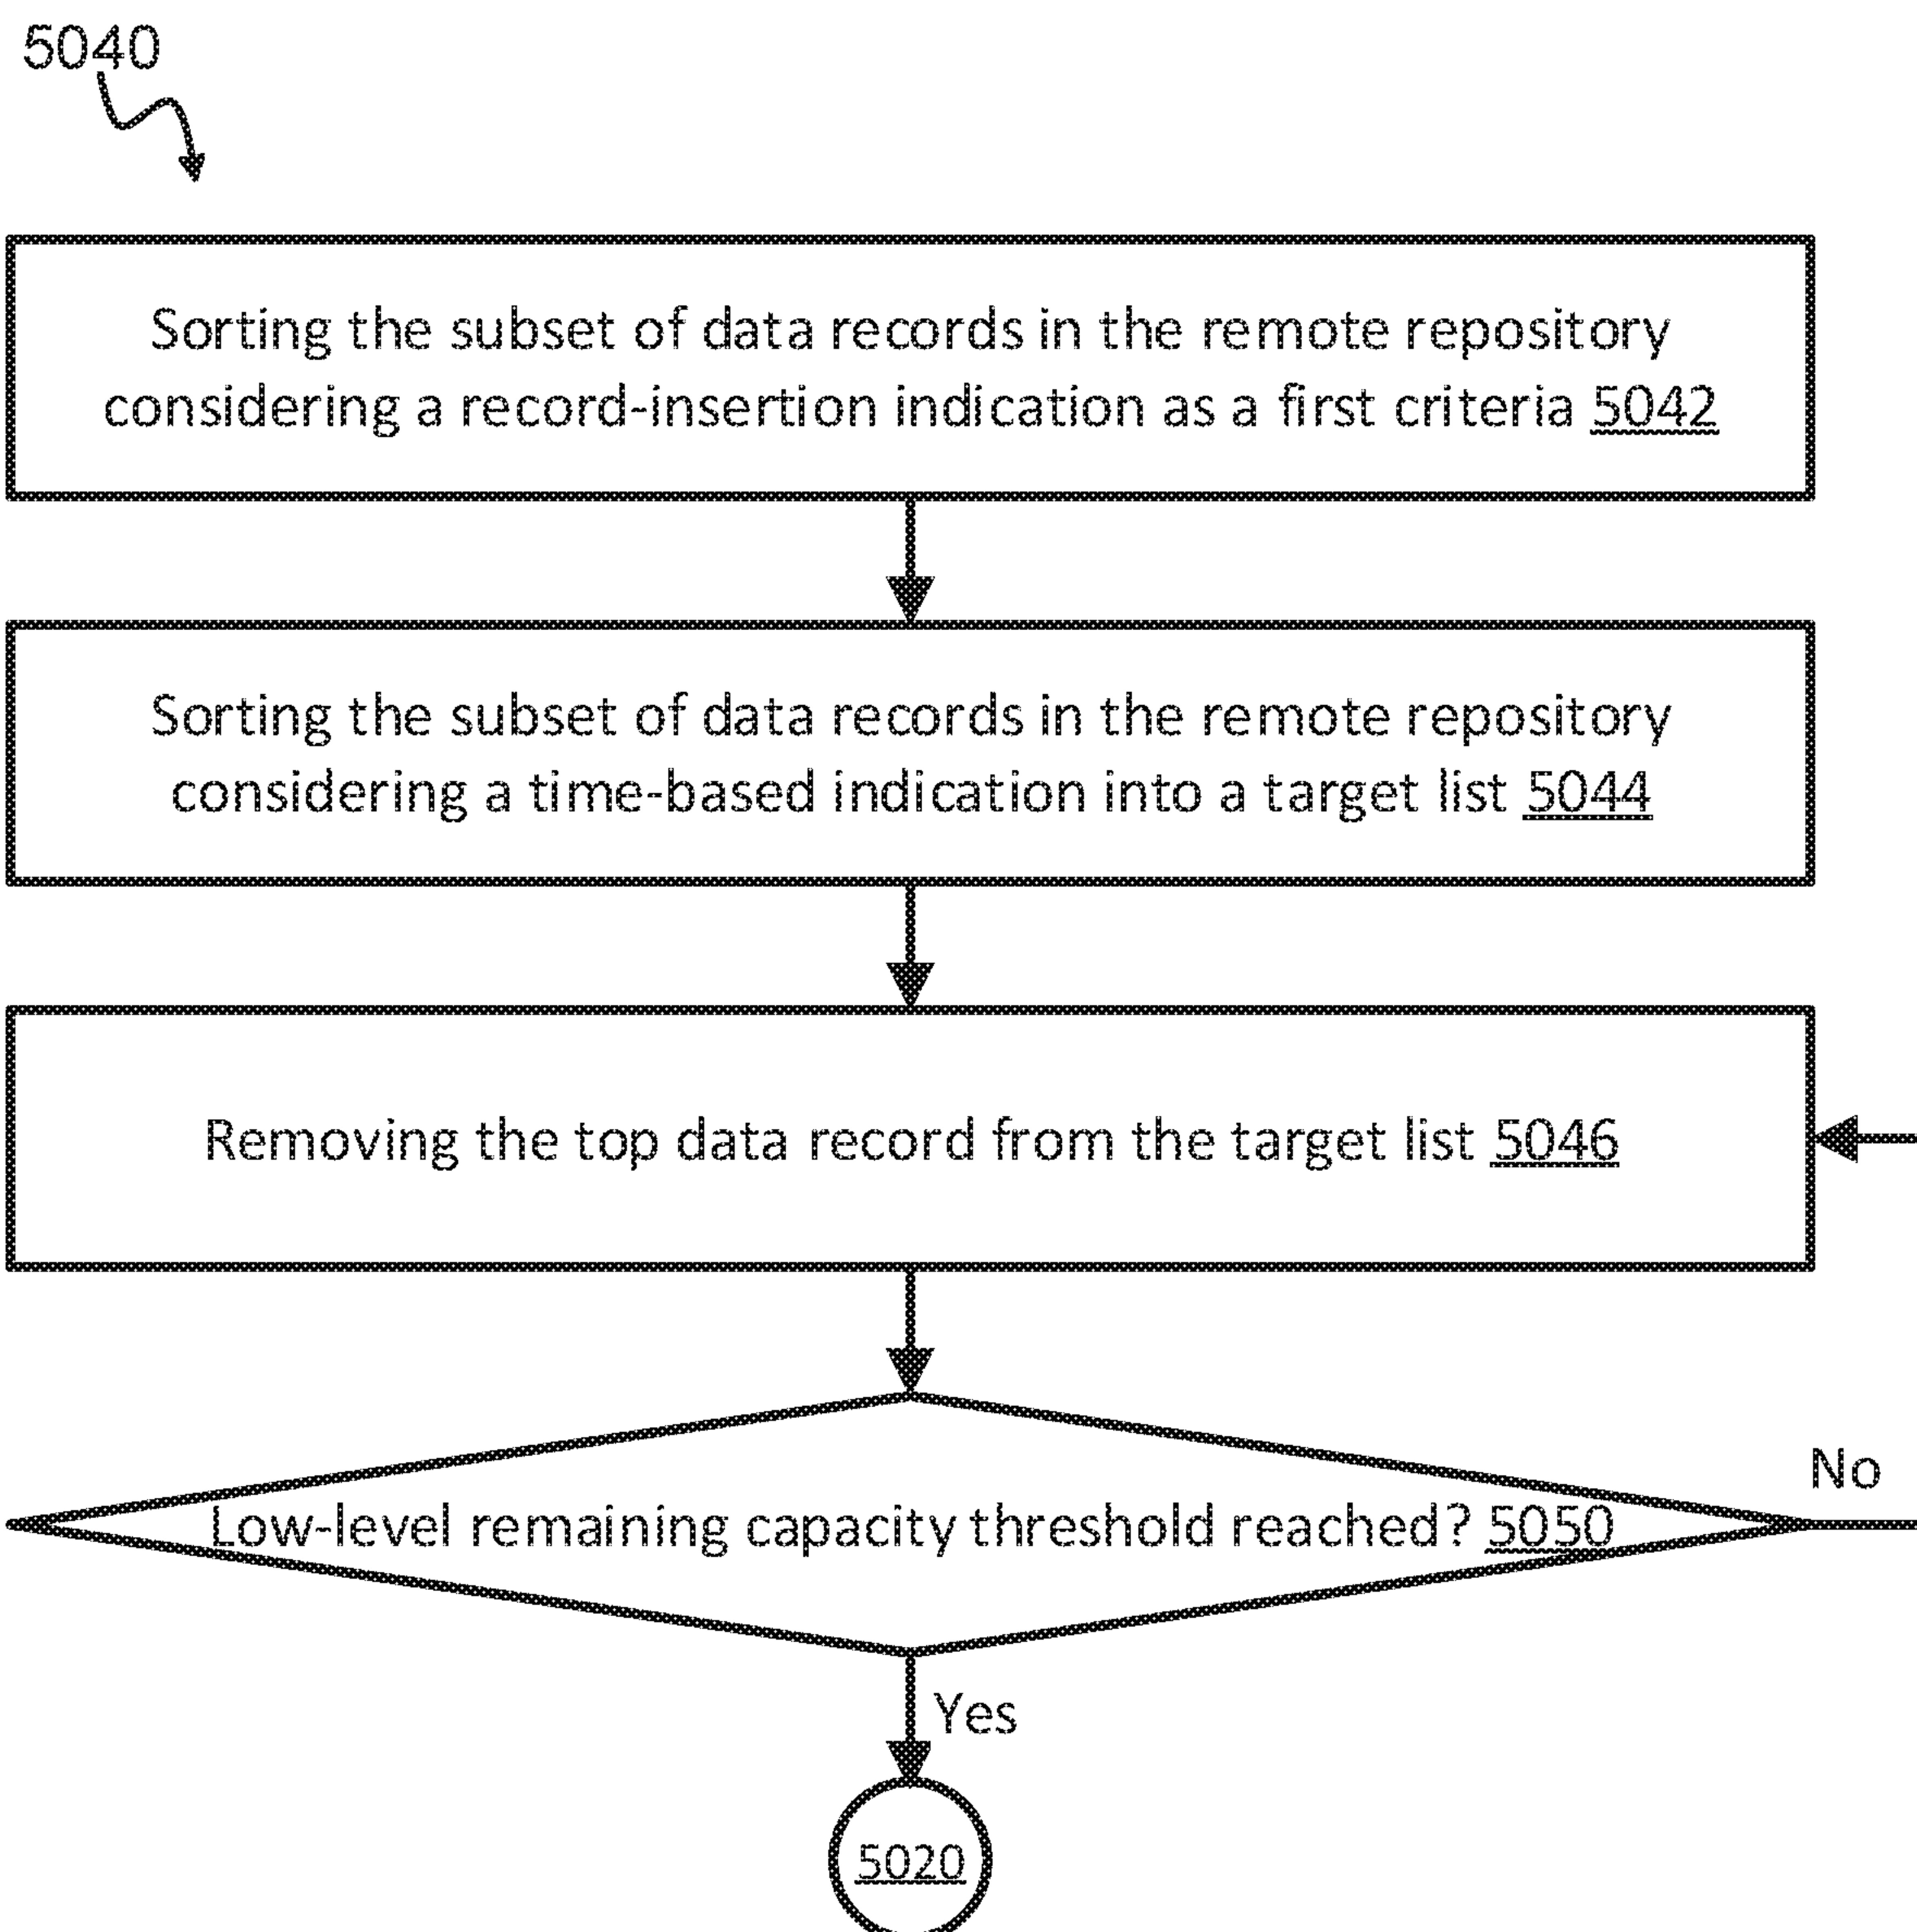 5040
Sorting the subset of data records in the remote repository
considering a record-insertion indication as a first criteria 5042
Sorting the subset of data records in the remote repository
considering a time-based indication into a target list 5044
Removing the top data record from the target list 5046
Low-level remaining capacity threshold reached? 5050
No
Yes
5020